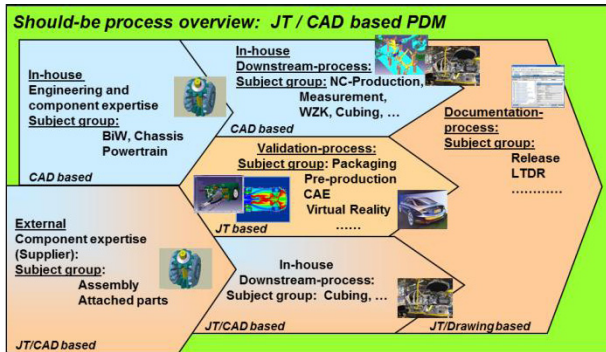 Should-be process overview: JT / CAD based PDM
In-house
Engineering and
component expertise
Subject group:
BiW, Chassis
Powertrain
CAD based
In-house
Downstream-process:
Subject group: NC-Production,
Measurement,
WZK, Cubing, ...
CAD based
Validation-process:
Subject group: Packaging
Pre-production
CAE
Virtual Reality
......
JT based
Documentation-
process:
Subject group:
Release
LTDR
............
JT/Drawing based
External
Component expertise
(Supplier):
Subject group:
Assembly
Attached parts
JT/CAD based
In-house
Downstream-process:
Subject group: Cubing, ...
JT/CAD based